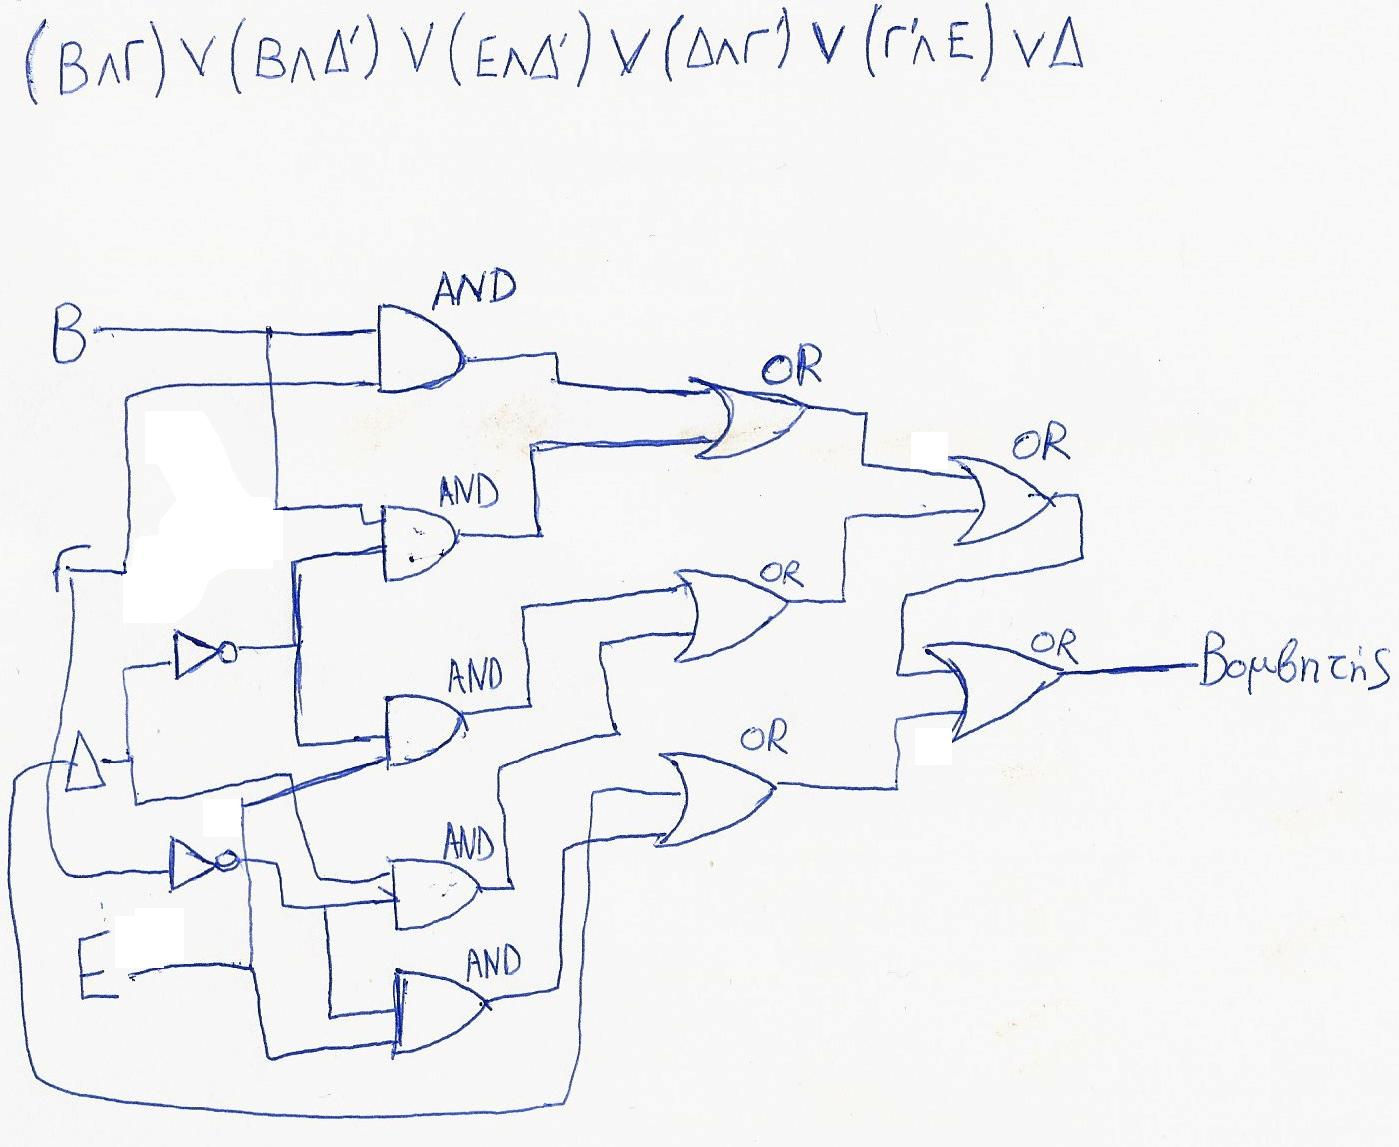 (Β∧Γ) ∨ (Β∧Δ') ∨ (Ε∧Δ') ∨ (Δ∧Γ') ∨ (Γ'∧Ε) ∨ Δ
AND
Β
OR
OR
AND
Γ
OR
AND
OR
Βομβητής
Δ
OR
AND
Ε
AND